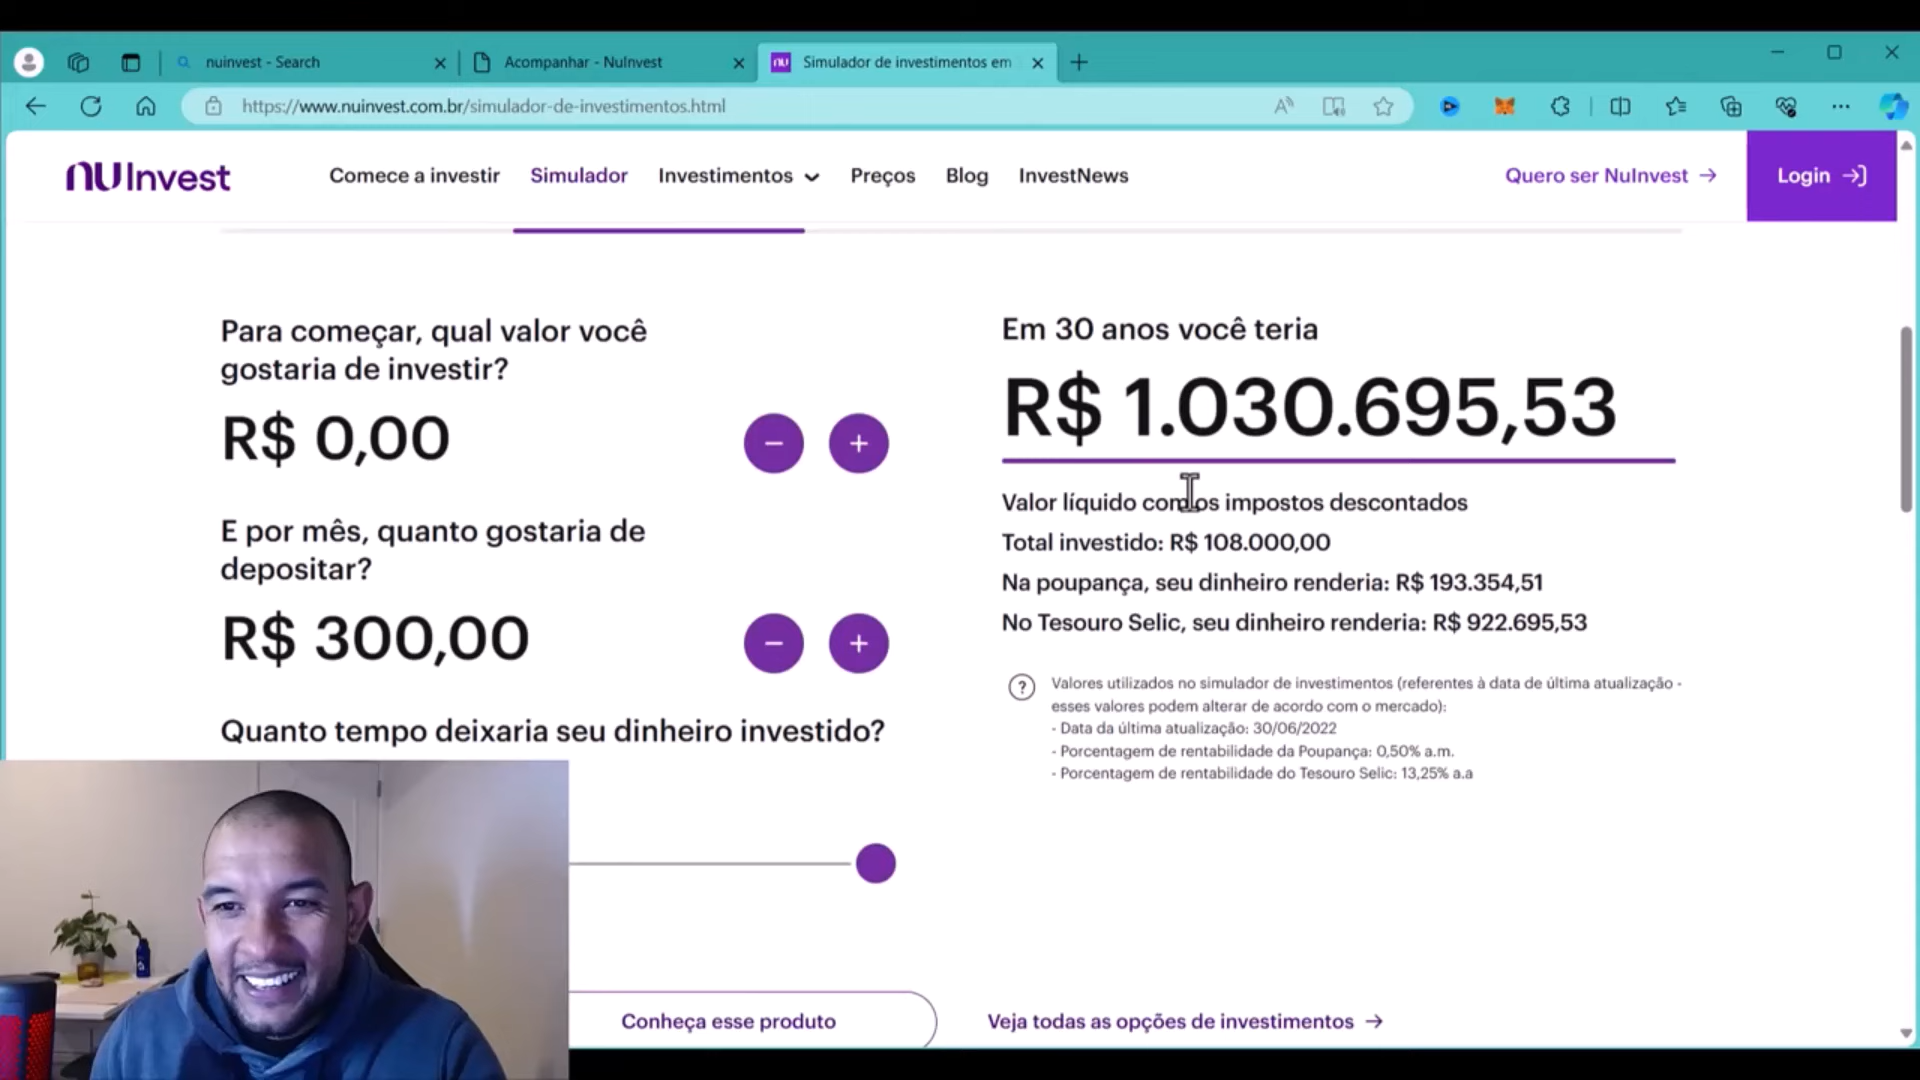 nuinvest - Search
Acompanhar - NuInvest
nu
Simulador de investimentos em
https://www.nuinvest.com.br/simulador-de-investimentos.html
nuInvest
Comece a investir
Simulador
Investimentos
Preços
Blog
InvestNews
Quero ser NuInvest →
Login
Para começar, qual valor você
gostaria de investir?
R$ 0,00
E por mês, quanto gostaria de
depositar?
R$ 300,00
Quanto tempo deixaria seu dinheiro investido?
Em 30 anos você teria
R$ 1.030.695,53
Valor líquido com os impostos descontados
Total investido: R$ 108.000,00
Na poupança, seu dinheiro renderia: R$ 193.354,51
No Tesouro Selic, seu dinheiro renderia: R$ 922.695,53
? Valores utilizados no simulador de investimentos (referentes à data de última atualização -
esses valores podem alterar de acordo com o mercado):
- Data da última atualização: 30/06/2022
- Porcentagem de rentabilidade da Poupança: 0,50% a.m.
- Porcentagem de rentabilidade do Tesouro Selic: 13,25% a.a
Conheça esse produto
Veja todas as opções de investimentos →